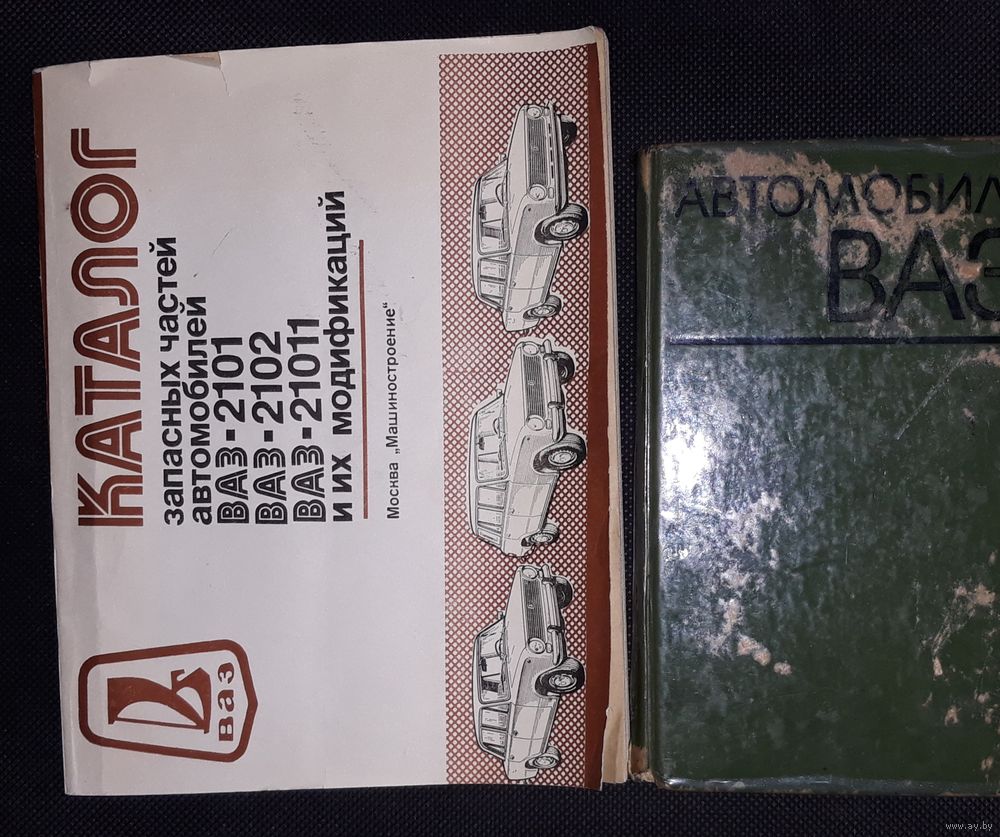 КАТАЛОГ
запасных частей
автомобилей
ВАЗ-2101
ВАЗ-2102
ВАЗ-21011
и их модификаций
Москва „Машиностроение“
ВАЗ
АВТОМОБИЛ
ВАЗ
www.ay.by